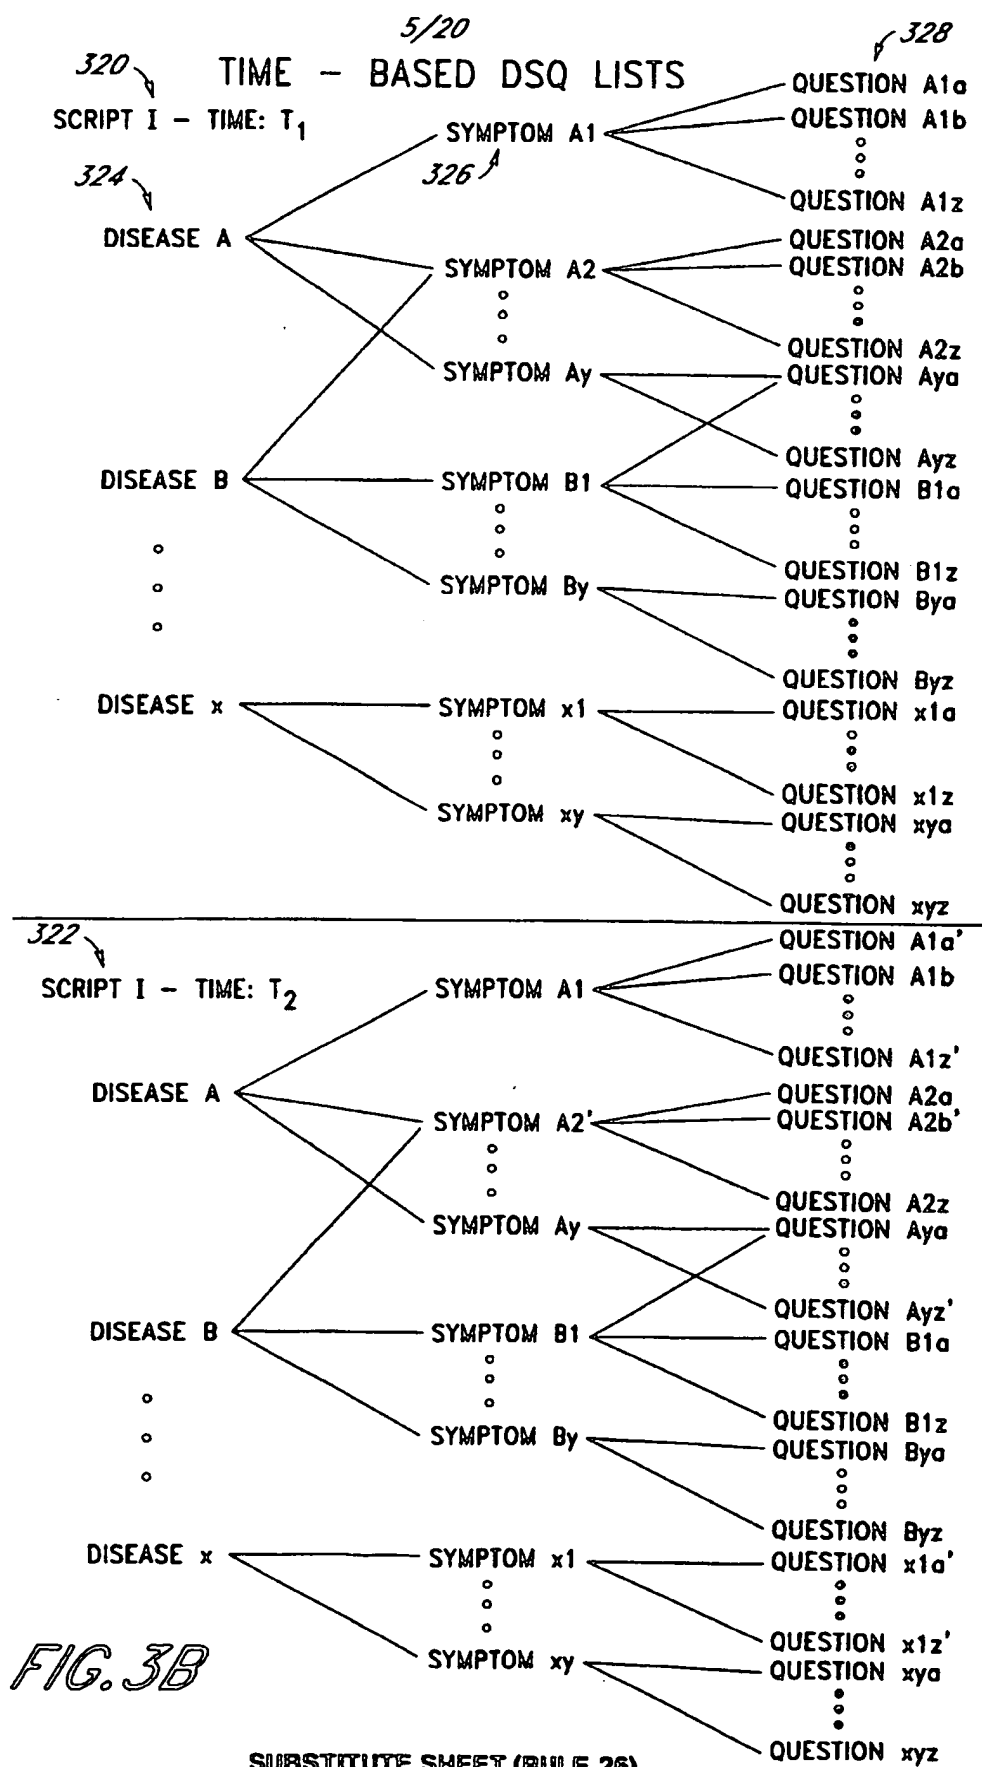 5/20
320
328
TIME - BASED DSQ LISTS
SCRIPT I - TIME: T₁
324
326
DISEASE A
DISEASE B
DISEASE x
SYMPTOM A1
SYMPTOM A2
SYMPTOM Ay
SYMPTOM B1
SYMPTOM By
SYMPTOM x1
SYMPTOM xy
QUESTION A1a
QUESTION A1b
QUESTION A1z
QUESTION A2a
QUESTION A2b
QUESTION A2z
QUESTION Aya
QUESTION Ayz
QUESTION B1a
QUESTION B1z
QUESTION Bya
QUESTION Byz
QUESTION x1a
QUESTION x1z
QUESTION xya
QUESTION xyz
322
SCRIPT I - TIME: T₂
DISEASE A
DISEASE B
DISEASE x
SYMPTOM A1
SYMPTOM A2'
SYMPTOM Ay
SYMPTOM B1
SYMPTOM By
SYMPTOM x1
SYMPTOM xy
QUESTION A1a'
QUESTION A1b
QUESTION A1z'
QUESTION A2a
QUESTION A2b'
QUESTION A2z
QUESTION Aya
QUESTION Ayz'
QUESTION B1a
QUESTION B1z
QUESTION Bya
QUESTION Byz
QUESTION x1a'
QUESTION x1z'
QUESTION xya
QUESTION xyz
FIG. 3B
SUBSTITUTE SHEET (RULE 26)